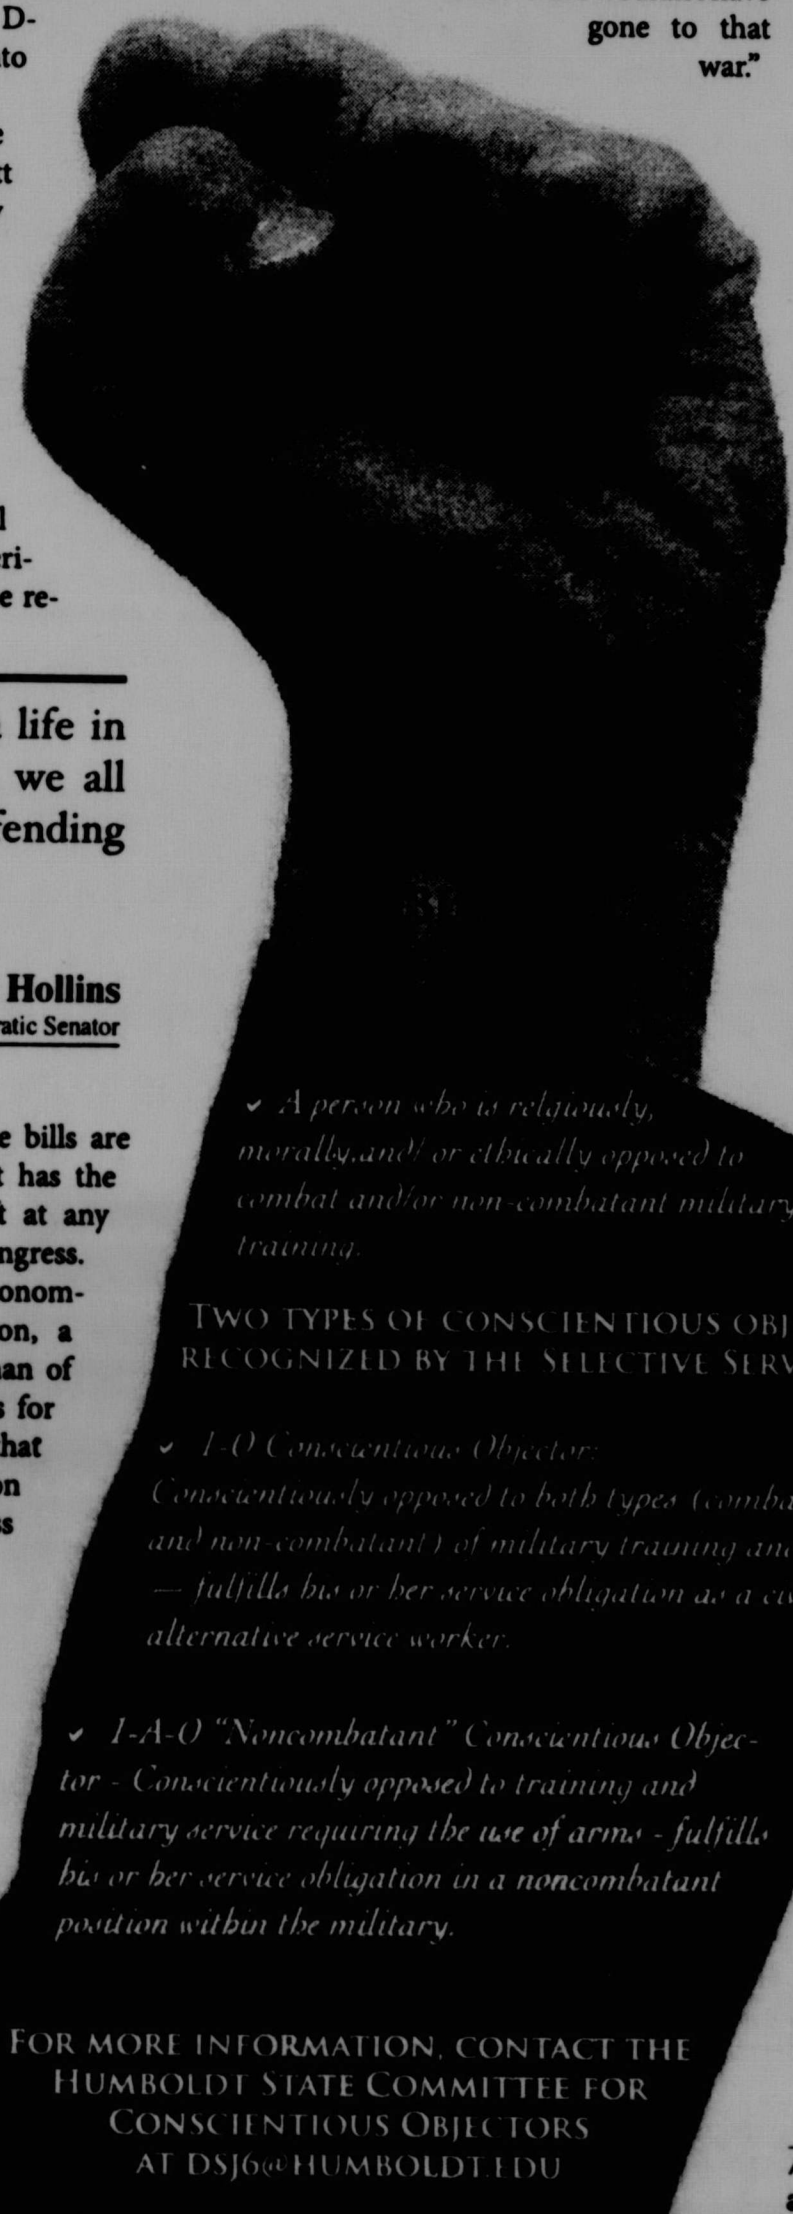 D-
to
tt
gone to that
war."
l
ri-
e re-
life in
we all
fending
Hollins
atic Senator
e bills are
t has the
t at any
ngress.
onom-
on, a
an of
s for
hat
on
ss
✓ A person who is relgiously,
morally,and/ or ethically opposed to
combat and/or non-combatant military
training.
TWO TYPES OF CONSCIENTIOUS OBJ
RECOGNIZED BY THE SELECTIVE SERV
✓ 1-O Conscientious Objector:
Conscientiously opposed to both types (comba
and non-combatant) of military training and
— fulfills his or her service obligation as a civ
alternative service worker.
✓ 1-A-O "Noncombatant" Conscientious Objec-
tor - Conscientiously opposed to training and
military service requiring the use of arms - fulfills
his or her service obligation in a noncombatant
position within the military.
FOR MORE INFORMATION, CONTACT THE
HUMBOLDT STATE COMMITTEE FOR
CONSCIENTIOUS OBJECTORS
AT DSJ6@HUMBOLDT.EDU